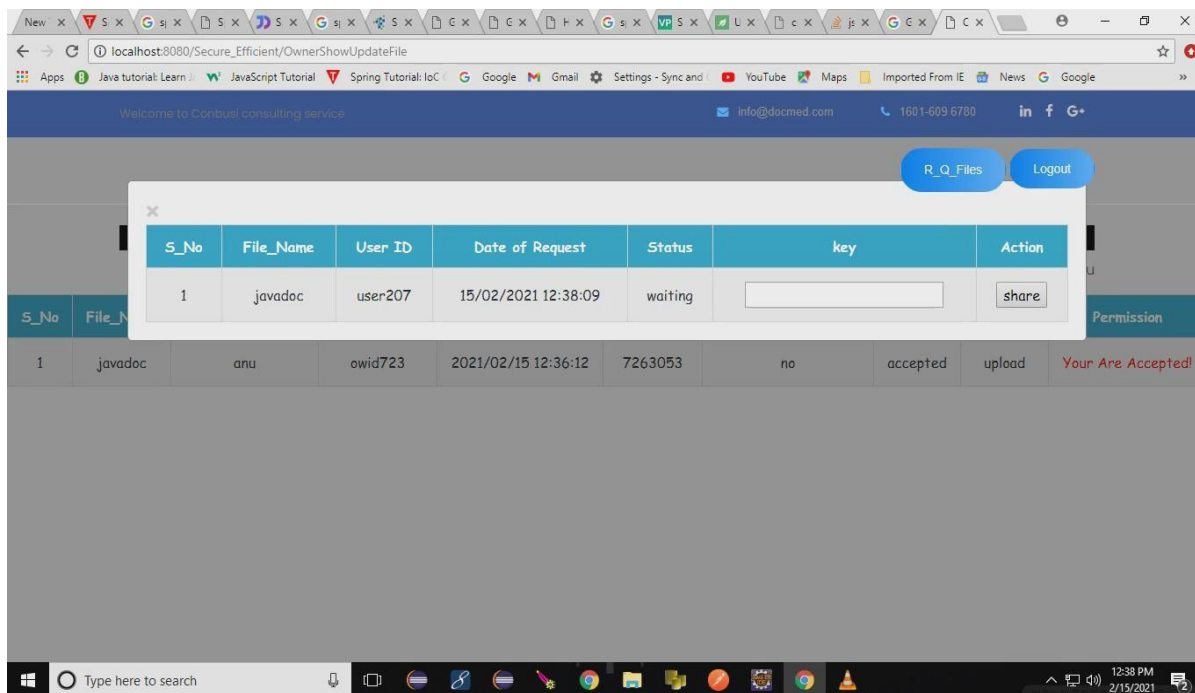 New
localhost:8080/Secure_Efficient/OwnerShowUpdateFile
Apps Java tutorial: Learn J W³ JavaScript Tutorial Spring Tutorial: IoC G Google M Gmail Settings - Sync and YouTube Maps Imported From IE News G Google »
Welcome to Conbusi consulting service info@docmed.com 1601-609 6780 in f G+
R_Q_Files Logout
×
S_No File_Name User ID Date of Request Status key Action
1 javadoc user207 15/02/2021 12:38:09 waiting share
S_No File_N Permission
1 javadoc anu owid723 2021/02/15 12:36:12 7263053 no accepted upload Your Are Accepted!
Type here to search
12:38 PM
2/15/2021